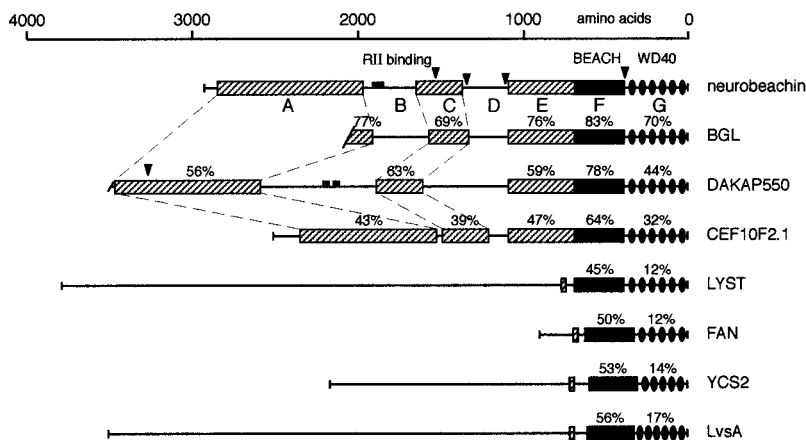 4000 3000 2000 1000 amino acids 0
RII binding BEACH WD40
neurobeachin
A B C D E F G
77% 69% 76% 83% 70% BGL
56% 63% 59% 78% 44% DAKAP550
43% 39% 47% 64% 32% CEF10F2.1
45% 12% LYST
50% 12% FAN
53% 14% YCS2
56% 17% LvsA